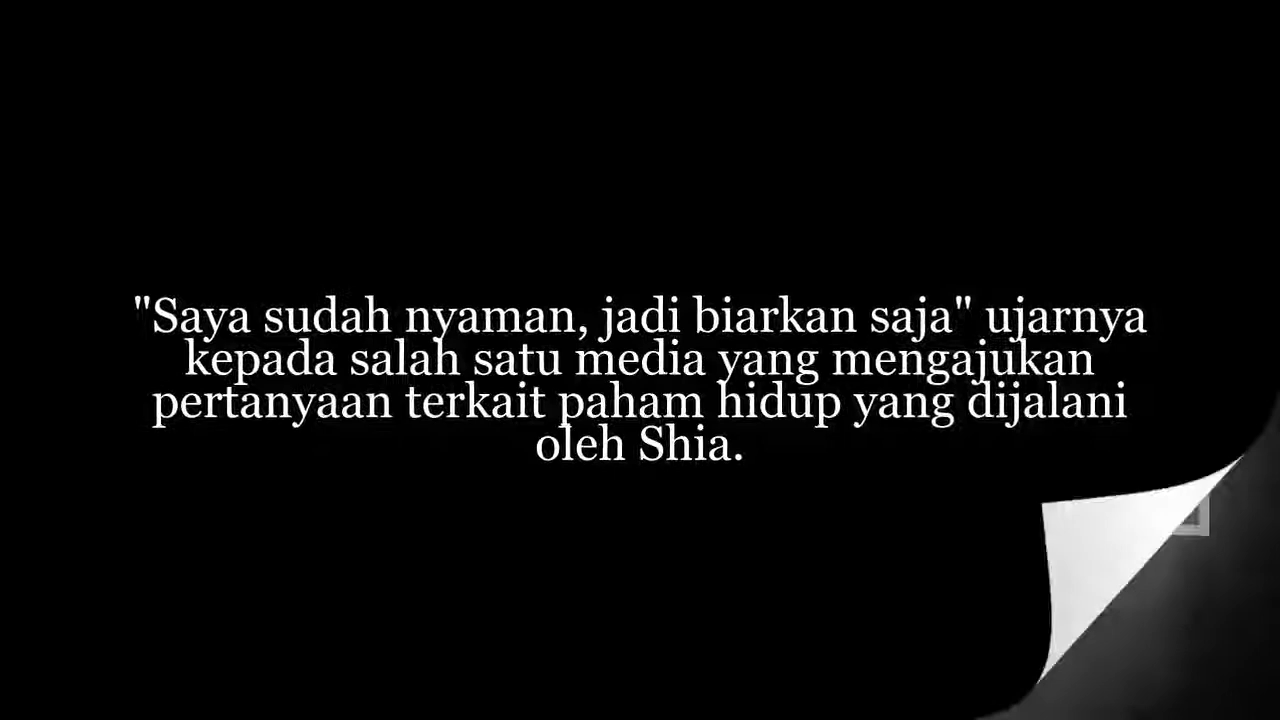 "Saya sudah nyaman, jadi biarkan saja" ujarnya
kepada salah satu media yang mengajukan
pertanyaan terkait paham hidup yang dijalani
oleh Shia.